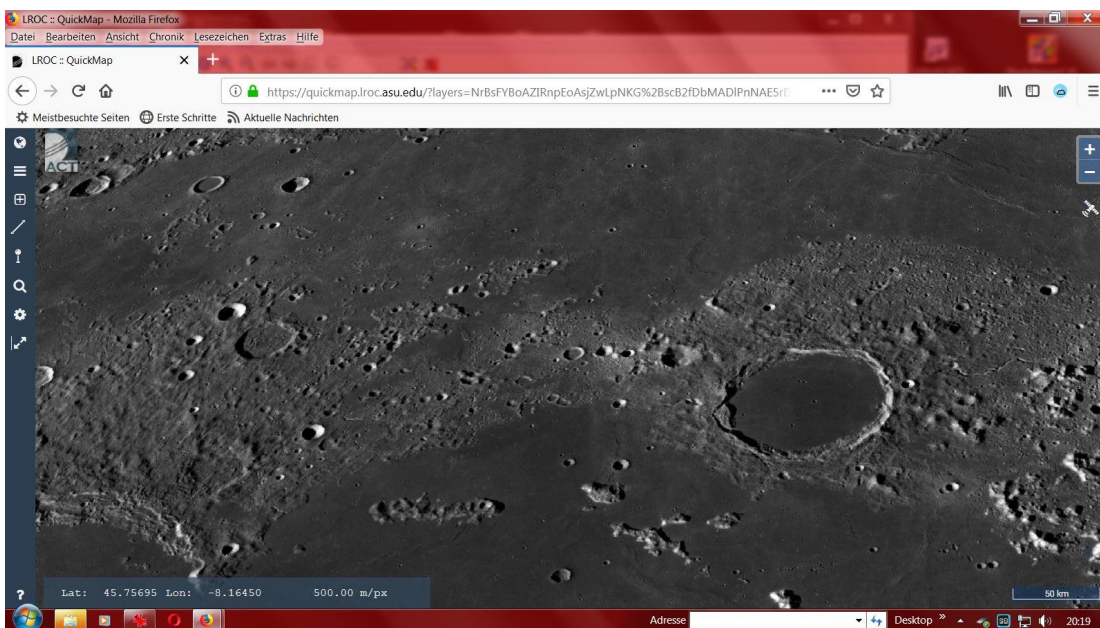 LROC :: QuickMap - Mozilla Firefox
Datei Bearbeiten Ansicht Chronik Lesezeichen Extras Hilfe
LROC :: QuickMap
https://quickmap.lroc.asu.edu/?layers=NrBsFYBoAZIRnpEoAsjZwLpNKG%2BscB2fDbMADlPnNAE5rD
Meistbesuchte Seiten Erste Schritte Aktuelle Nachrichten
ACT
Lat: 45.75695 Lon: -8.16450 500.00 m/px
50 km
Adresse Desktop » 20:19